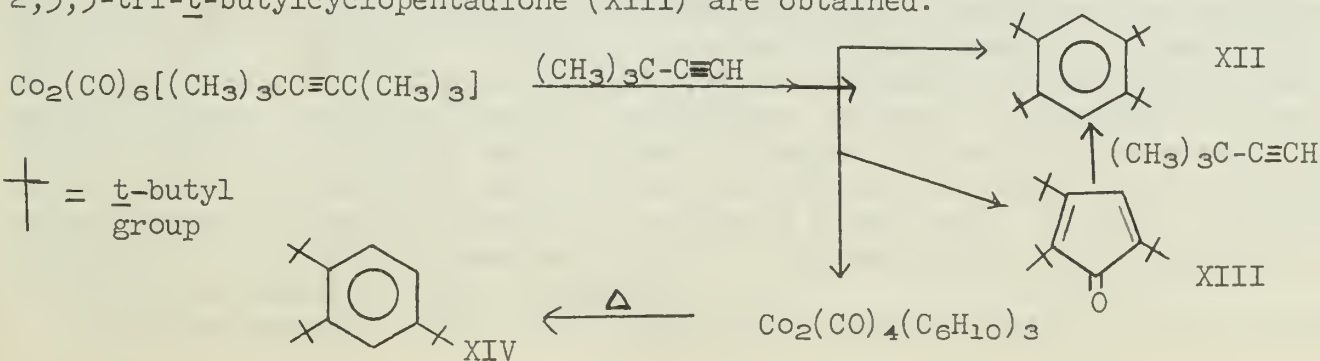 2,3,5-tri-t-butylcyclopentadione (XIII) are obtained.
Co₂(CO)₆[(CH₃)₃CC≡CC(CH₃)₃] (CH₃)₃C-C≡CH XII
(CH₃)₃C-C≡CH
= t-butyl
group
O XIII
Δ Co₂(CO)₄(C₆H₁₀)₃
XIV